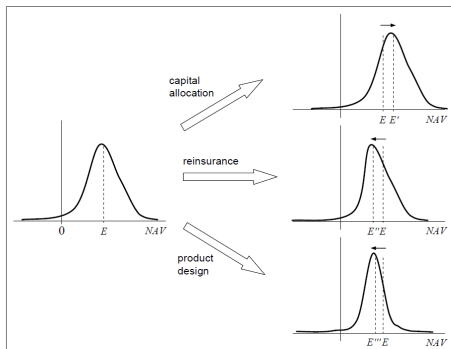 capital
allocation
E E' NAV
reinsurance
0 E NAV
E'' E NAV
product
design
E''' E NAV